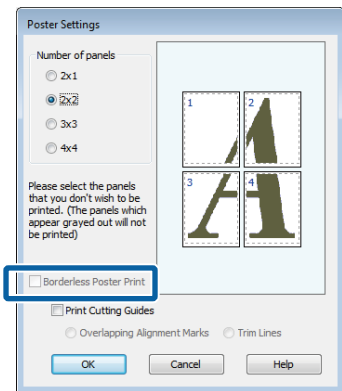 Poster Settings
Number of panels
2x1
2x2
3x3
4x4
1
2
3
4
Please select the panels
that you don't wish to be
printed. (The panels which
appear grayed out will not
be printed)
Borderless Poster Print
Print Cutting Guides
Overlapping Alignment Marks
Trim Lines
OK
Cancel
Help